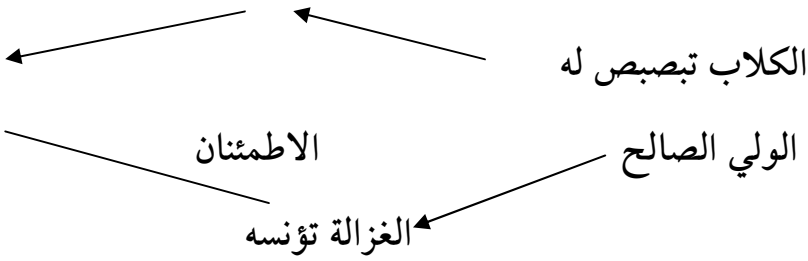 الكلاب تبصبص له
الولي الصالح الاطمئنان
الغزالة تؤنسه